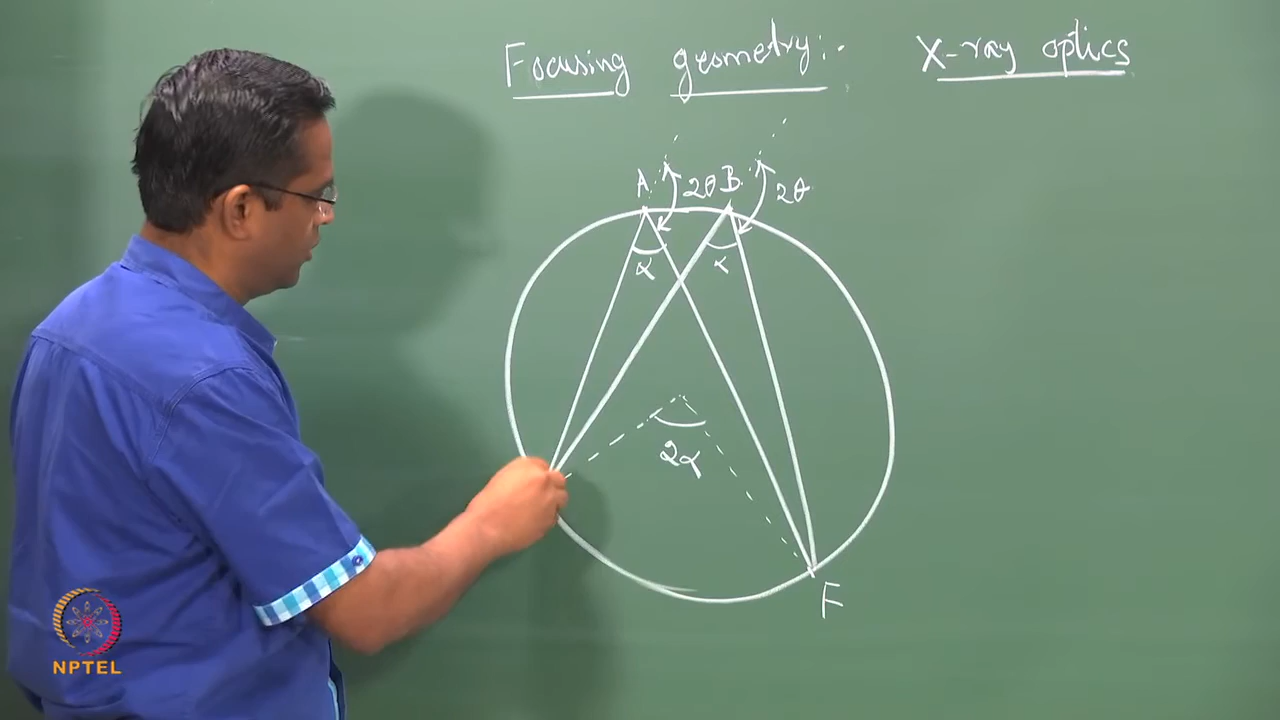 Focusing geometry:- X-ray optics
A 2θ B 2θ
α α
2α
F
NPTEL